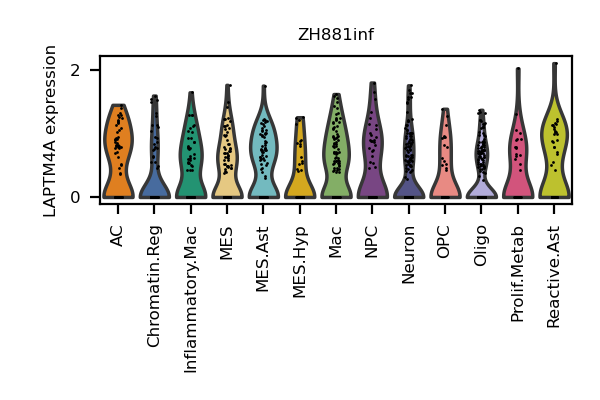 ZH881inf
LAPTM4A expression
2
0
AC
Chromatin.Reg
Inflammatory.Mac
MES
MES.Ast
MES.Hyp
Mac
NPC
Neuron
OPC
Oligo
Prolif.Metab
Reactive.Ast